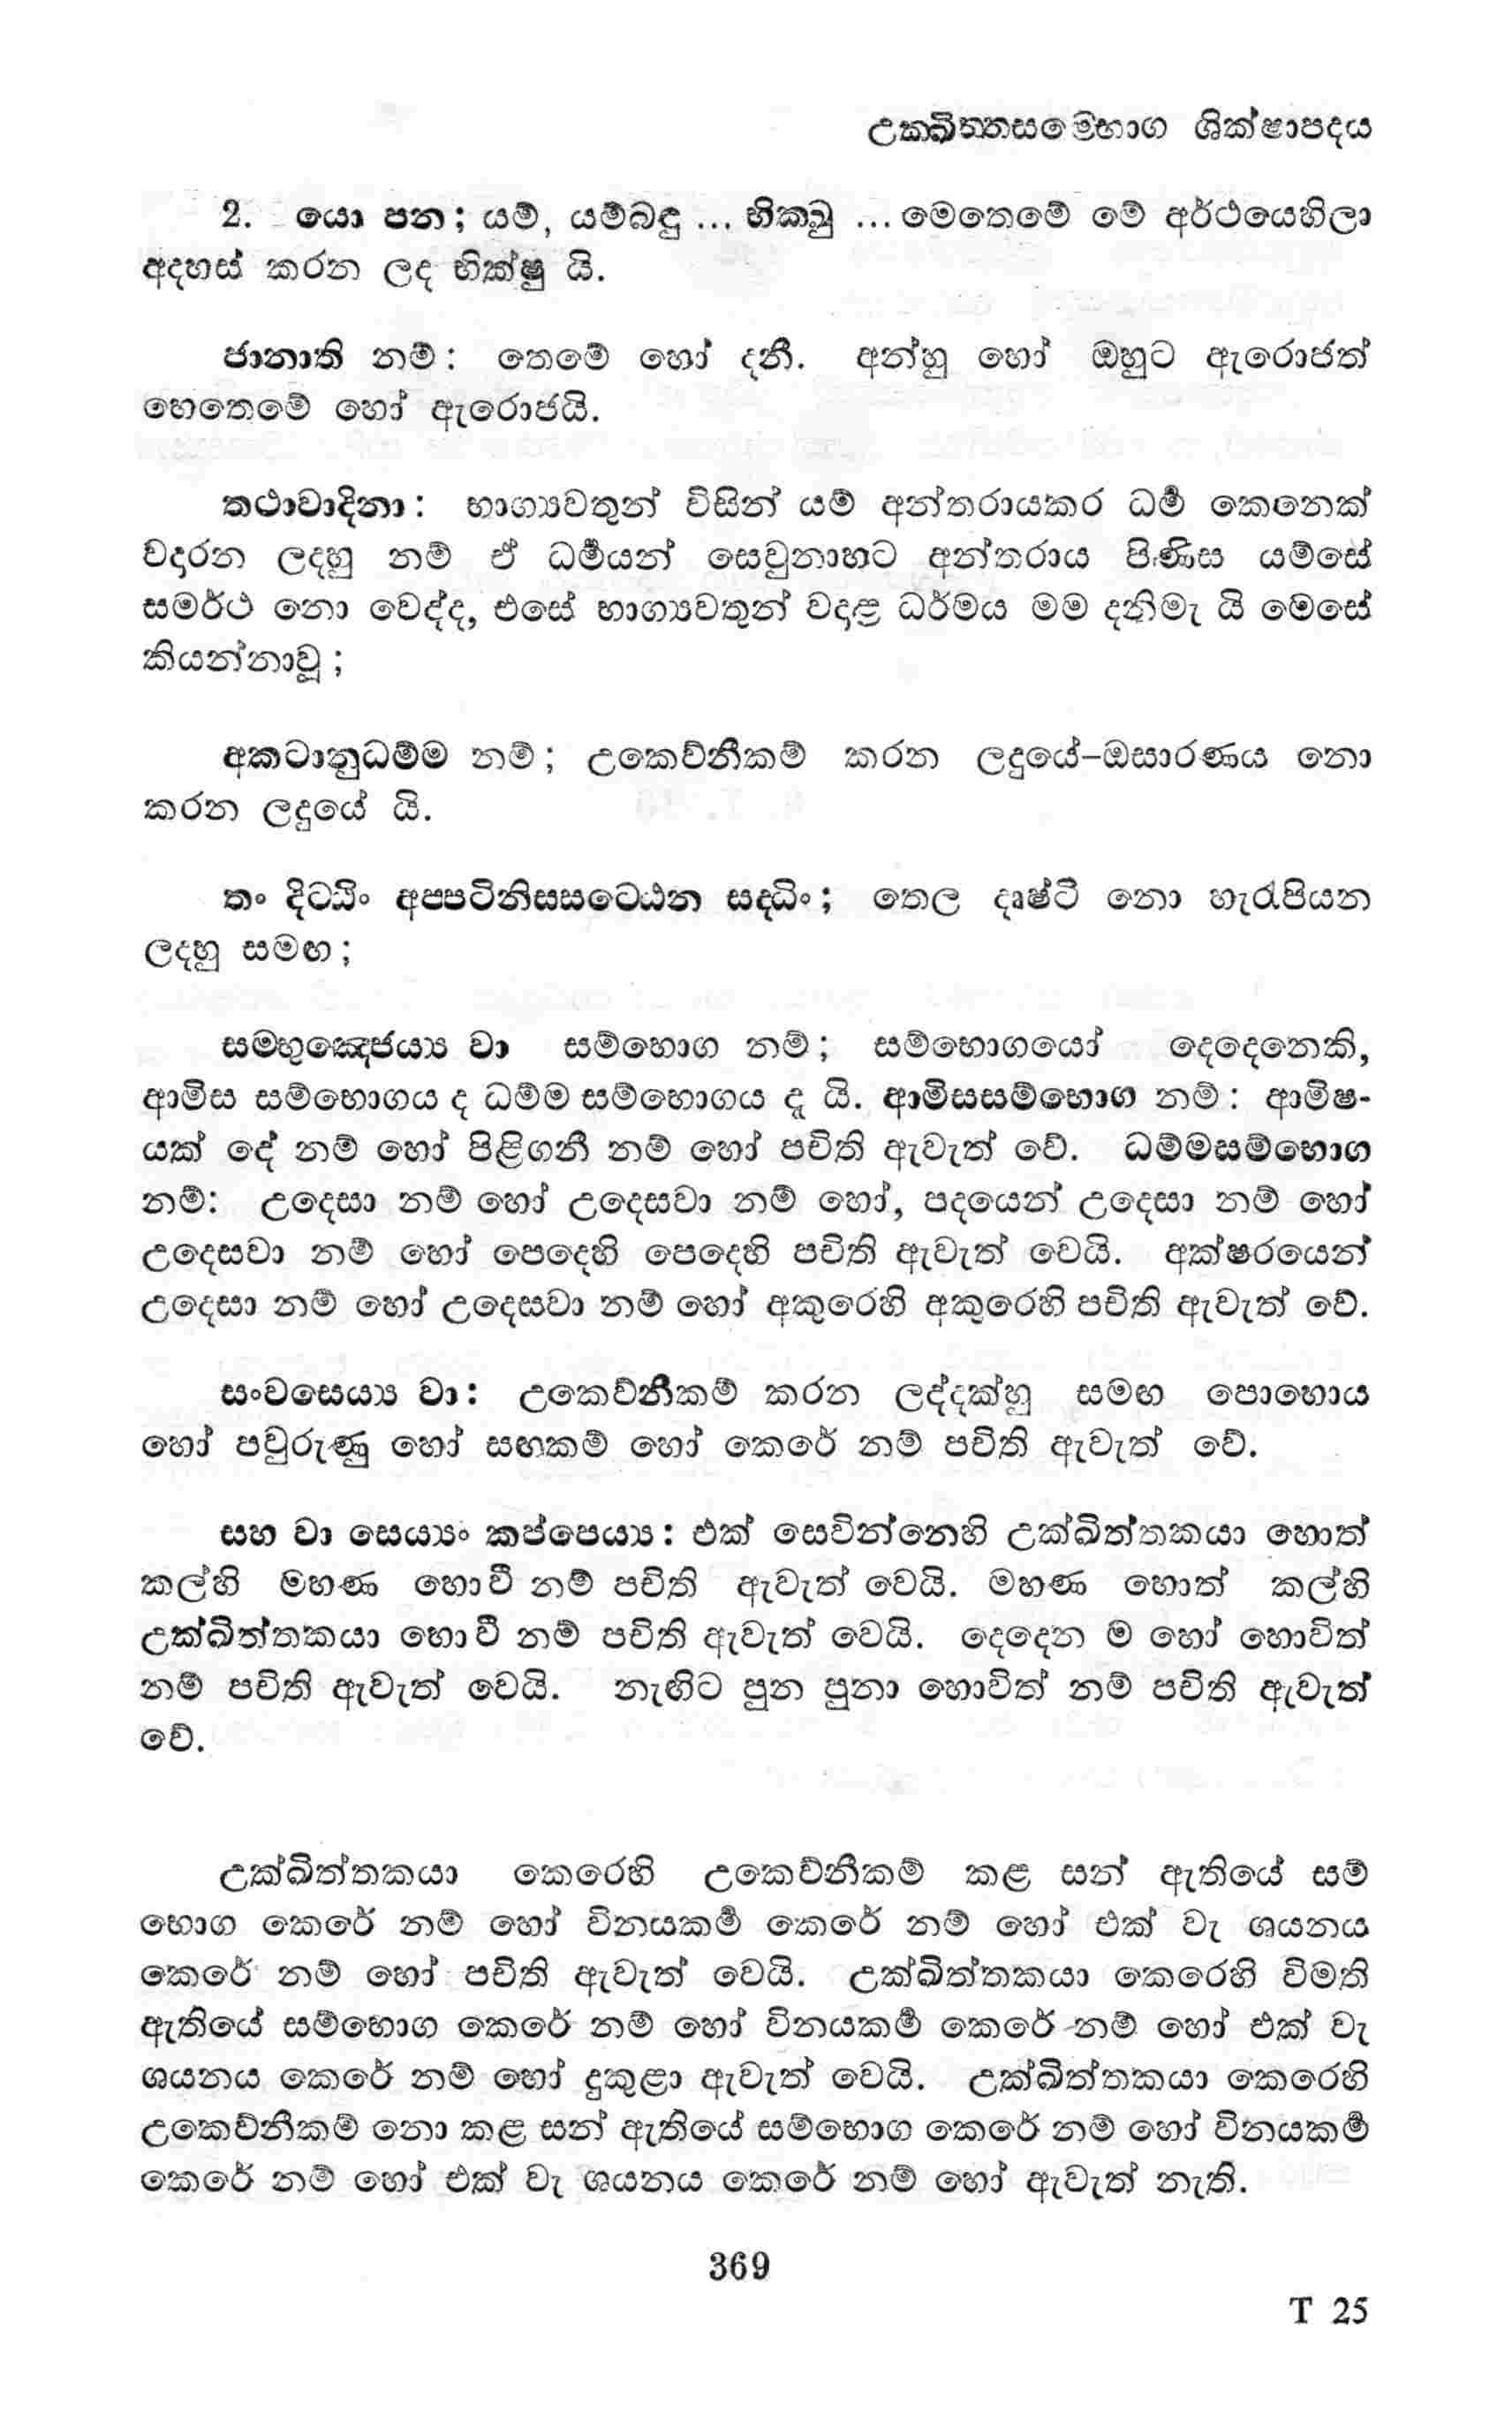 උක්ඛිත්තසම්භොග ශික්ෂාපදය
2. යො පන; යම්, යම්බඳු ... භික්ඛු ... මෙතෙමේ මේ අර්ථයෙහිලා
අදහස් කරන ලද භික්ෂු යි.
ජානාති නම්: තෙමේ හෝ දනී. අන්හු හෝ ඔහුට ඇරොජත්
හෙතෙමේ හෝ ඇරොජයි.
තථාවාදිනා: භාග්‍යවතුන් විසින් යම් අන්තරායකර ධර්ම කෙනෙක්
වදරන ලදහු නම් ඒ ධර්මයන් සෙවුනාහට අන්තරාය පිණිස යම්සේ
සමර්ථ නො වෙද්ද, එසේ භාග්‍යවතුන් වදළ ධර්මය මම දනිමැ යි මෙසේ
කියන්නාවූ;
අකටානුධම්ම නම්; උකෙව්නීකම් කරන ලදුයේ–ඔසාරණය නො
කරන ලදුයේ යි.
තං දිට්ඨිං අප්පටිනිස්සට්ඨෙන සද්ධිං; තෙල දෘෂ්ටි නො හැරැපියන
ලදහු සමඟ;
සම්භුඤ්ජෙය්‍ය වා සම්භොග නම්; සම්භොගයෝ දෙදෙනෙකි,
ආමිස සම්භොගය ද ධම්ම සම්භොගය ද යි. ආමිසසම්භොග නම්: ආමිෂ-
යක් දේ නම් හෝ පිළිගනී නම් හෝ පචිති ඇවැත් වේ. ධම්මසම්භොග
නම්: උදෙසා නම් හෝ උදෙසවා නම් හෝ, පදයෙන් උදෙසා නම් හෝ
උදෙසවා නම් හෝ පෙදෙහි පෙදෙහි පචිති ඇවැත් වෙයි. අක්ෂරයෙන්
උදෙසා නම් හෝ උදෙසවා නම් හෝ අකුරෙහි අකුරෙහි පචිති ඇවැත් වේ.
සංවසෙය්‍ය වා: උකෙව්නීකම් කරන ලද්දක්හු සමඟ පොහොය
හෝ පවුරුණු හෝ සඟකම් හෝ කෙරේ නම් පචිති ඇවැත් වේ.
සහ වා සෙය්‍යං කප්පෙය්‍ය: එක් සෙවින්නෙහි උක්ඛිත්තකයා හොත්
කල්හි මහණ හොවී නම් පචිති ඇවැත් වෙයි. මහණ හොත් කල්හි
උක්ඛිත්තකයා හොවී නම් පචිති ඇවැත් වෙයි. දෙදෙන ම හෝ හොවිත්
නම් පචිති ඇවැත් වෙයි. නැඟිට පුන පුනා හොවිත් නම් පචිති ඇවැත්
වේ.
උක්ඛිත්තකයා කෙරෙහි උකෙව්නීකම් කළ සන් ඇතියේ සම්
භොග කෙරේ නම් හෝ විනයකර්ම කෙරේ නම් හෝ එක් වැ ශයනය
කෙරේ නම් හෝ පචිති ඇවැත් වෙයි. උක්ඛිත්තකයා කෙරෙහි විමති
ඇතියේ සම්භොග කෙරේ නම් හෝ විනයකර්ම කෙරේ නම් හෝ එක් වැ
ශයනය කෙරේ නම් හෝ දුකුළා ඇවැත් වෙයි. උක්ඛිත්තකයා කෙරෙහි
උකෙව්නීකම් නො කළ සන් ඇතියේ සම්භොග කෙරේ නම් හෝ විනයකර්ම
කෙරේ නම් හෝ එක් වැ ශයනය කෙරේ නම් හෝ ඇවැත් නැති.
369
T 25